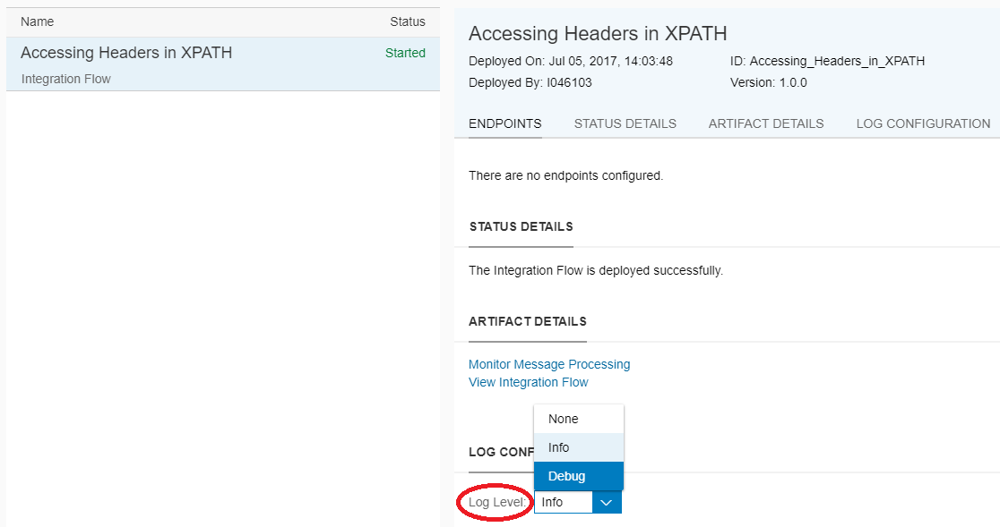 Name Status
Accessing Headers in XPATH Started
Integration Flow
Accessing Headers in XPATH
Deployed On: Jul 05, 2017, 14:03:48 ID: Accessing_Headers_in_XPATH
Deployed By: I046103 Version: 1.0.0
ENDPOINTS STATUS DETAILS ARTIFACT DETAILS LOG CONFIGURATION
There are no endpoints configured.
STATUS DETAILS
The Integration Flow is deployed successfully.
ARTIFACT DETAILS
Monitor Message Processing
View Integration Flow
None
Info
LOG CONF
Debug
Log Level: Info